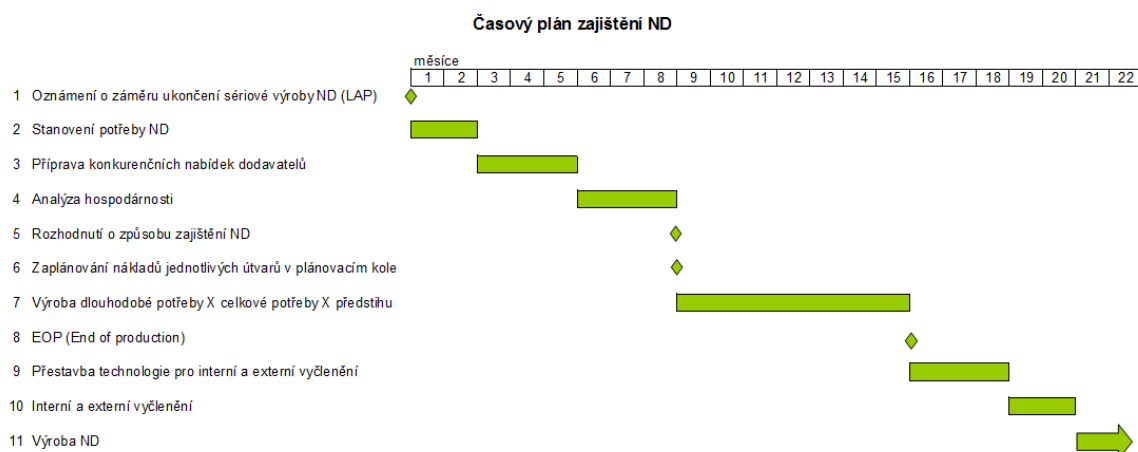 Časový plán zajištění ND
měsíce
1 2 3 4 5 6 7 8 9 10 11 12 13 14 15 16 17 18 19 20 21 22
1 Oznámení o záměru ukončení sériové výroby ND (LAP)
2 Stanovení potřeby ND
3 Příprava konkurenčních nabídek dodavatelů
4 Analýza hospodárnosti
5 Rozhodnutí o způsobu zajištění ND
6 Zaplánování nákladů jednotlivých útvarů v plánovacím kole
7 Výroba dlouhodobé potřeby X celkové potřeby X předstihu
8 EOP (End of production)
9 Přestavba technologie pro interní a externí vyčlenění
10 Interní a externí vyčlenění
11 Výroba ND